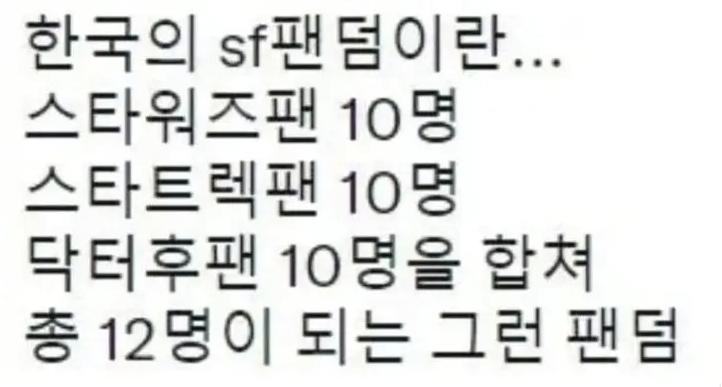 한국의 sf팬덤이란...
스타워즈팬 10명
스타트렉팬 10명
닥터후팬 10명을 합쳐
총 12명이 되는 그런 팬덤